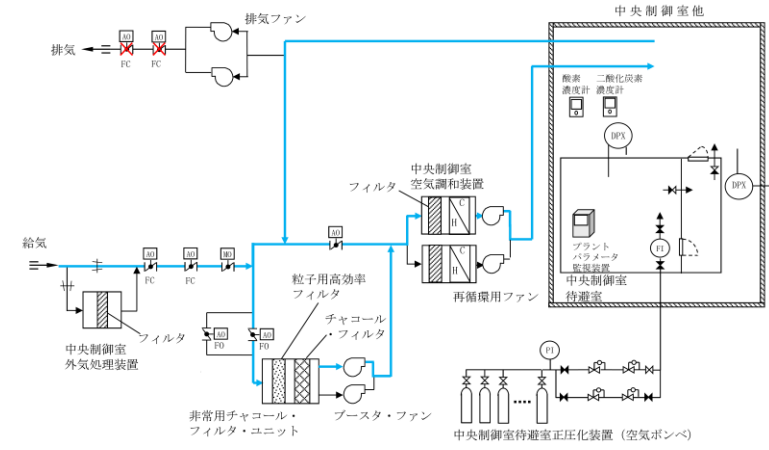 中央制御室他
排気ファン
AO
AO
排気
FC
FC
酸素
濃度計
二酸化炭素
濃度計
DPX
DPX
中央制御室
空気調和装置
フィルタ
C
H
C
H
給気
AO
AO
MO
FC
FC
AO
プラント
パラメータ
監視装置
FI
中央制御室
待避室
再循環用ファン
粒子用高効率
フィルタ
チャコール
・フィルタ
フィルタ
中央制御室
外気処理装置
AO
FO
AO
FO
PI
非常用チャコール・
フィルタ・ユニット
ブースタ・ファン
中央制御室待避室正圧化装置（空気ボンベ）